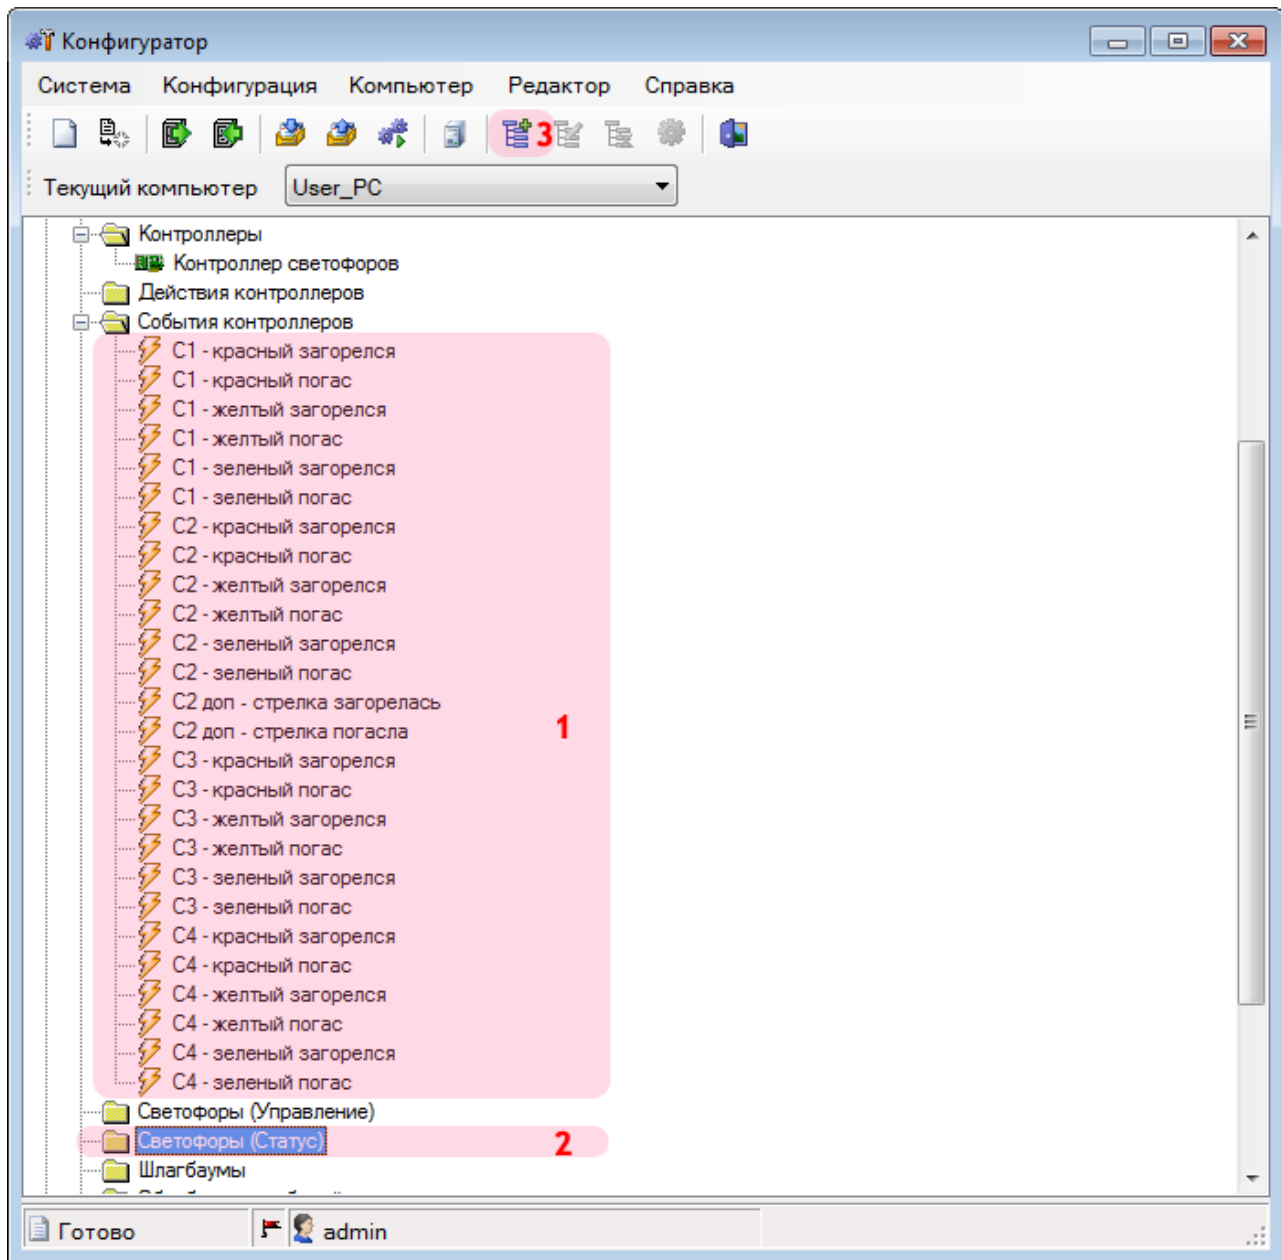 Конфигуратор
Система Конфигурация Компьютер Редактор Справка
3
Текущий компьютер User_PC
Контроллеры
Контроллер светофоров
Действия контроллеров
События контроллеров
С1 - красный загорелся
С1 - красный погас
С1 - желтый загорелся
С1 - желтый погас
С1 - зеленый загорелся
С1 - зеленый погас
С2 - красный загорелся
С2 - красный погас
С2 - желтый загорелся
С2 - желтый погас
С2 - зеленый загорелся
С2 - зеленый погас
С2 доп - стрелка загорелась
С2 доп - стрелка погасла 1
С3 - красный загорелся
С3 - красный погас
С3 - желтый загорелся
С3 - желтый погас
С3 - зеленый загорелся
С3 - зеленый погас
С4 - красный загорелся
С4 - красный погас
С4 - желтый загорелся
С4 - желтый погас
С4 - зеленый загорелся
С4 - зеленый погас
Светофоры (Управление)
Светофоры (Статус) 2
Шлагбаумы
Готово admin